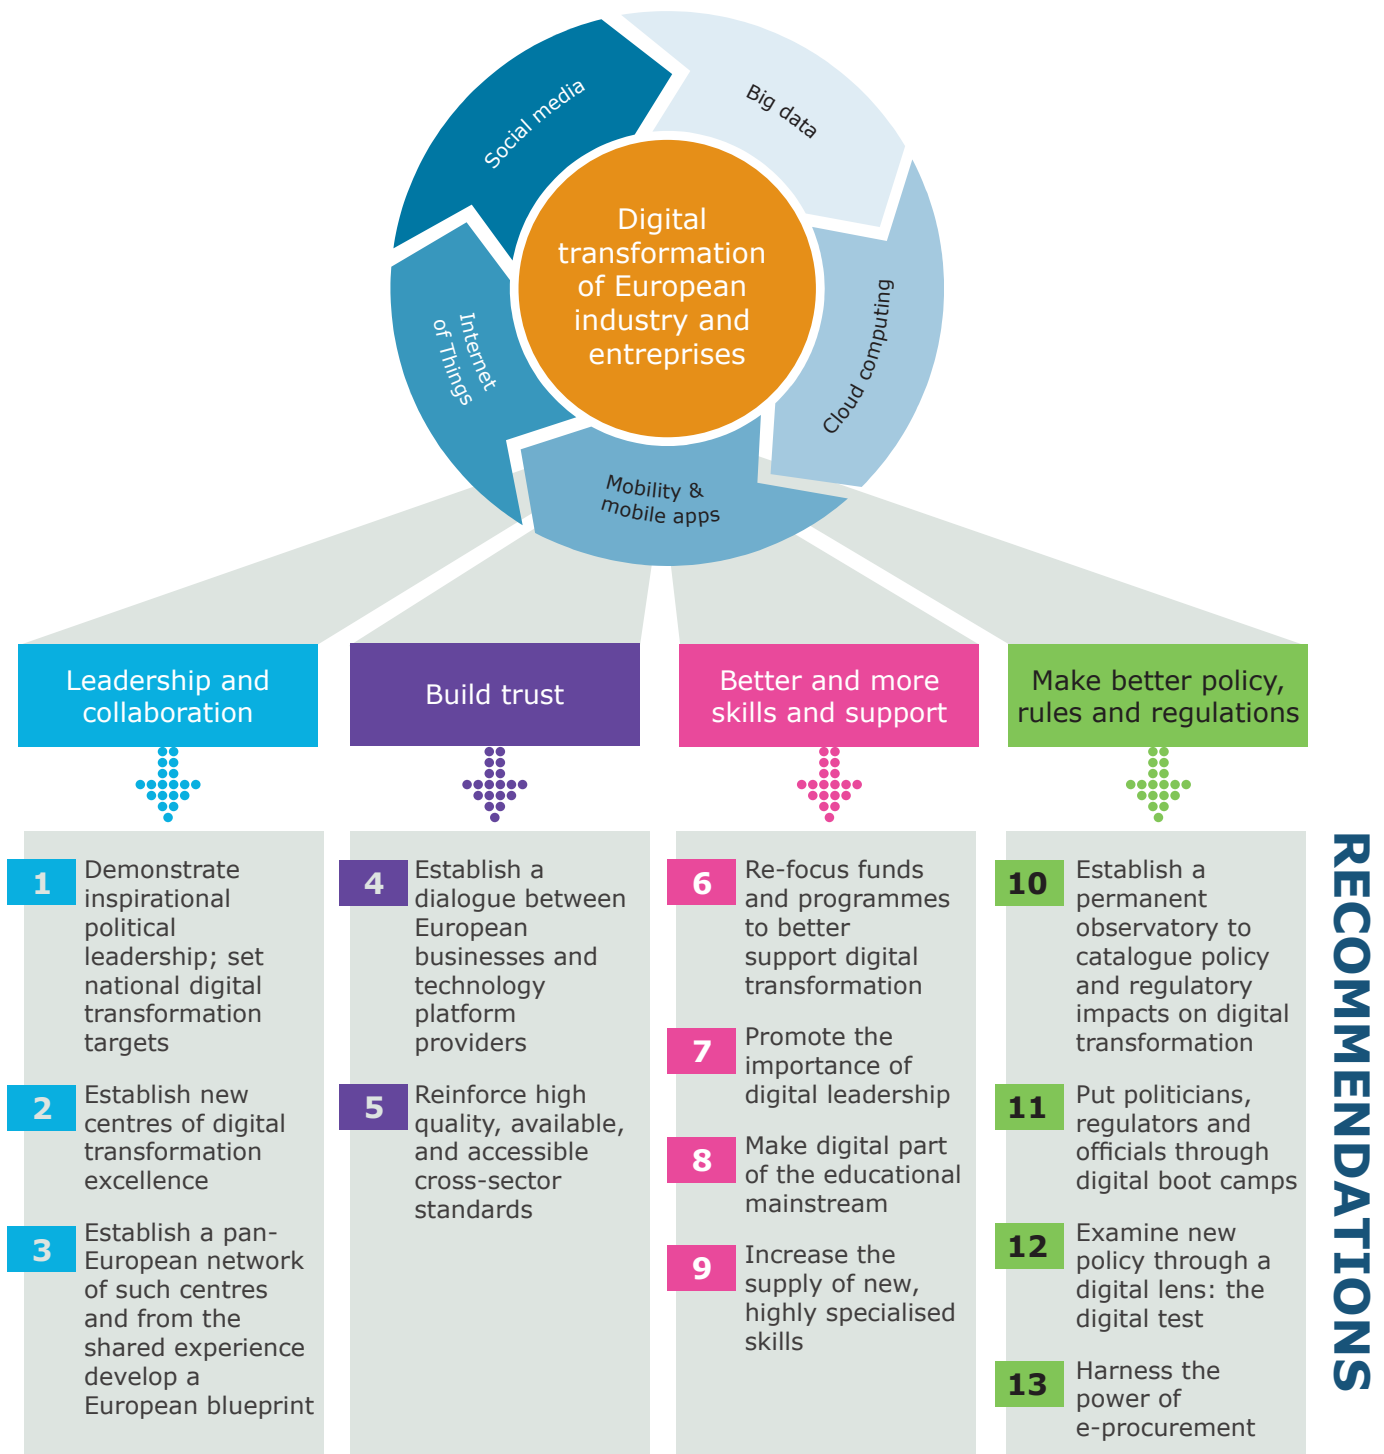 Social media
Big data
Cloud computing
Mobility &
mobile apps
Internet
of Things
Digital
transformation
of European
industry and
entreprises
Leadership and
collaboration
Build trust
Better and more
skills and support
Make better policy,
rules and regulations
RECOMMENDATIONS
1
Demonstrate
inspirational
political
leadership; set
national digital
transformation
targets
2
Establish new
centres of digital
transformation
excellence
3
Establish a pan-
European network
of such centres
and from the
shared experience
develop a
European blueprint
4
Establish a
dialogue between
European
businesses and
technology
platform
providers
5
Reinforce high
quality, available,
and accessible
cross-sector
standards
6
Re-focus funds
and programmes
to better
support digital
transformation
7
Promote the
importance of
digital leadership
8
Make digital part
of the educational
mainstream
9
Increase the
supply of new,
highly specialised
skills
10
Establish a
permanent
observatory to
catalogue policy
and regulatory
impacts on digital
transformation
11
Put politicians,
regulators and
officials through
digital boot camps
12
Examine new
policy through a
digital lens: the
digital test
13
Harness the
power of
e-procurement